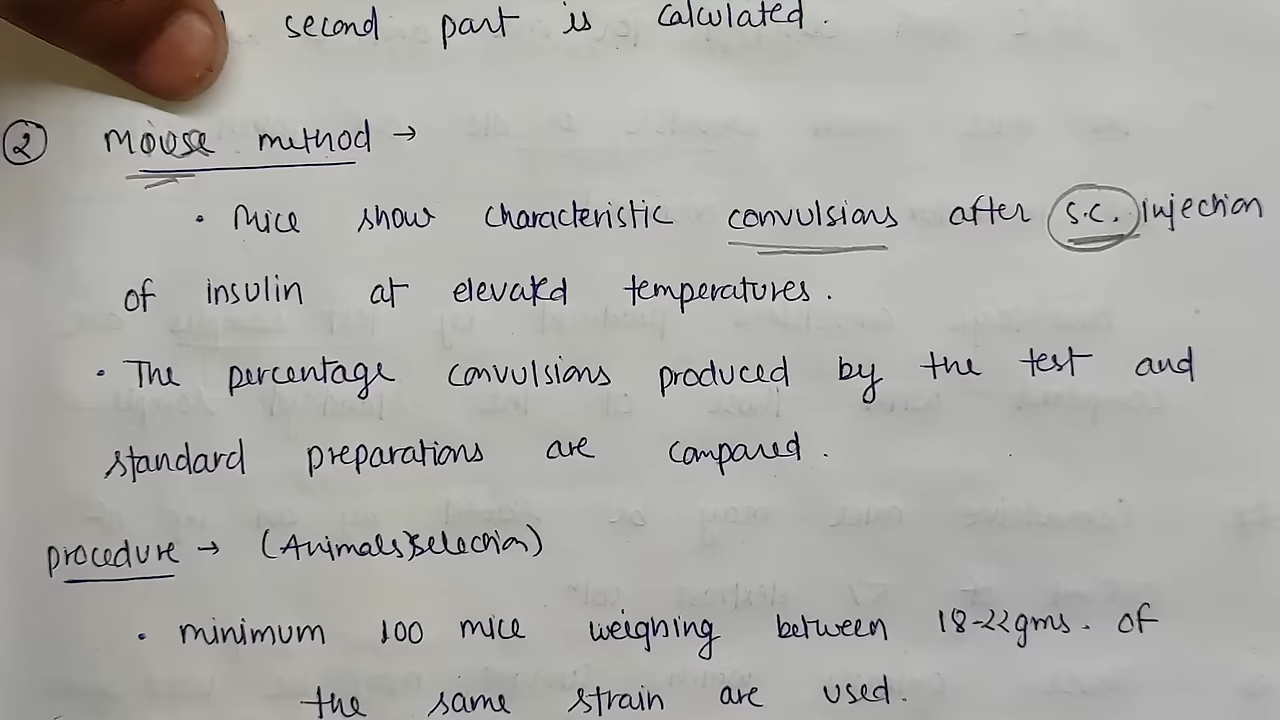 second part is calculated.
② Mouse method →
• Mice show characteristic convulsions after S.C. Injection
of insulin at elevated temperatures.
• The percentage convulsions produced by the test and
standard preparations are compared.
procedure → (Animals selection)
• minimum 100 mice weighing between 18-22gms. of
the same strain are used.